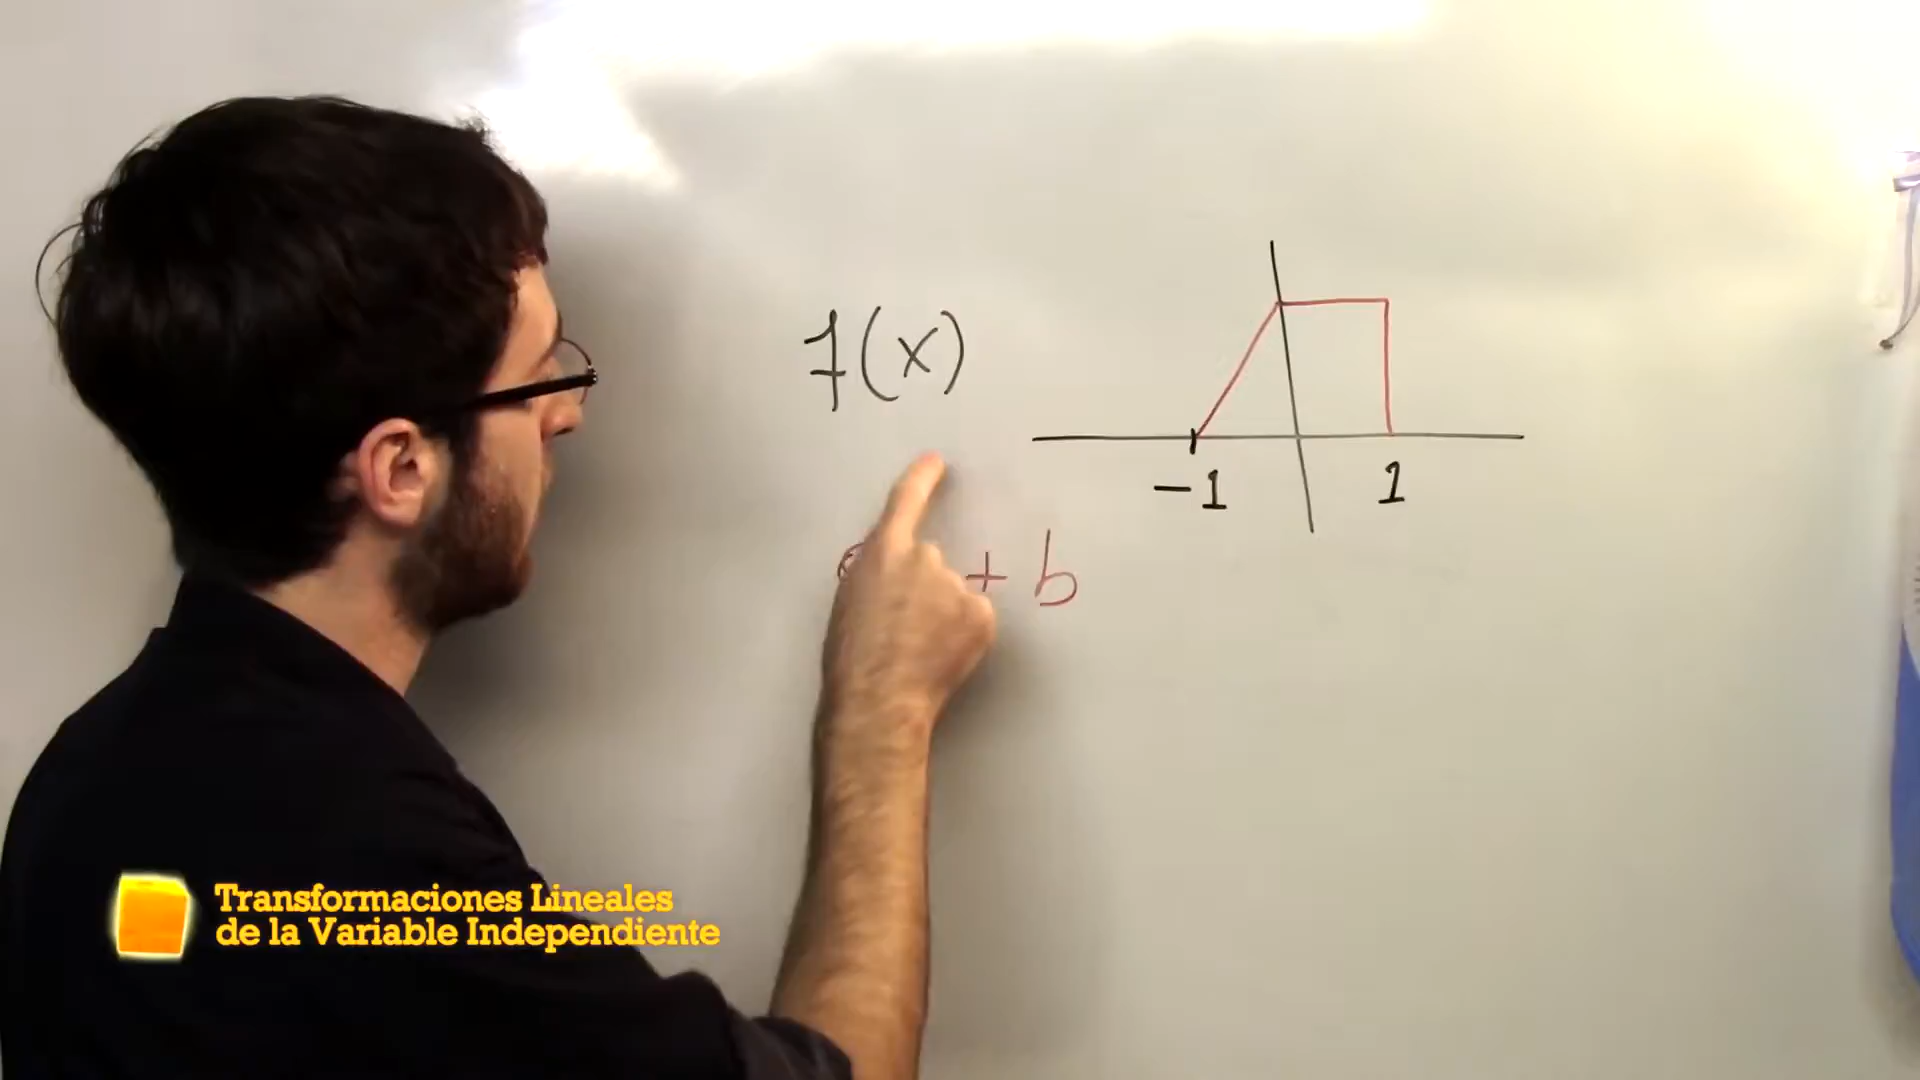 f(x)
-1 1
+ b
Transformaciones Lineales
de la Variable Independiente